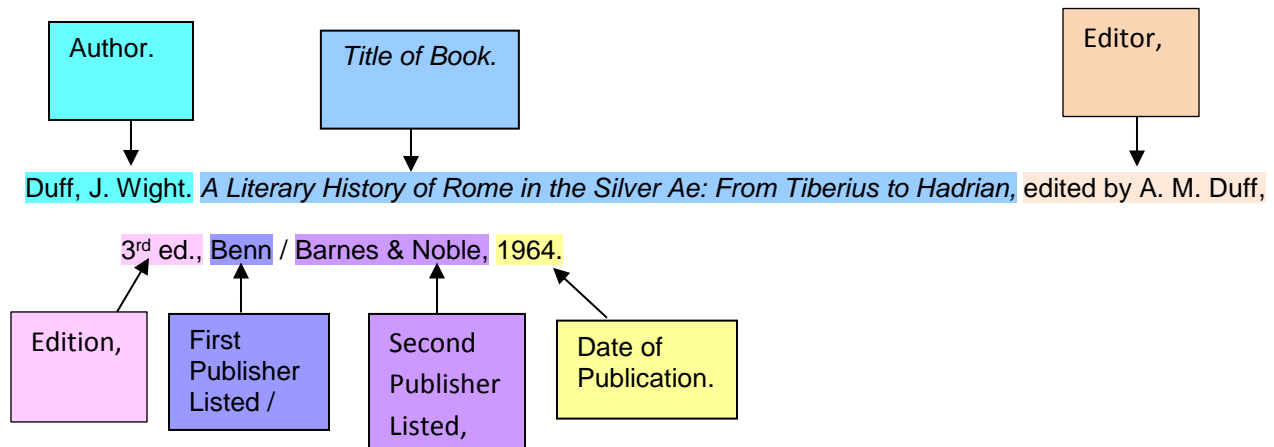 Author.
Title of Book.
Editor,
Duff, J. Wight. A Literary History of Rome in the Silver Ae: From Tiberius to Hadrian, edited by A. M. Duff,
3rd ed., Benn / Barnes & Noble, 1964.
Edition,
First
Publisher
Listed /
Second
Publisher
Listed,
Date of
Publication.